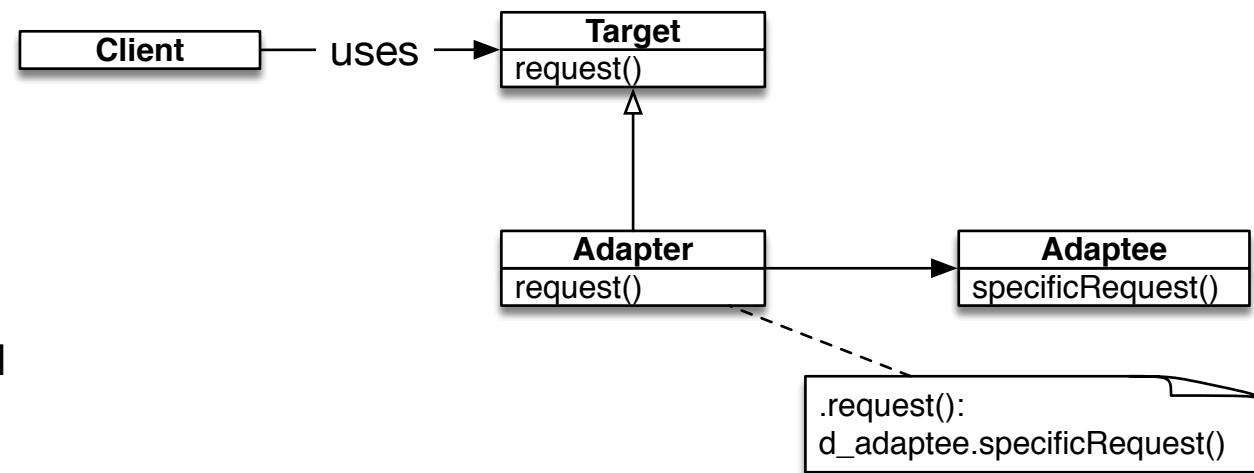 Client
uses
Target
request()
Adapter
request()
Adaptee
specificRequest()
.request():
d_adaptee.specificRequest()